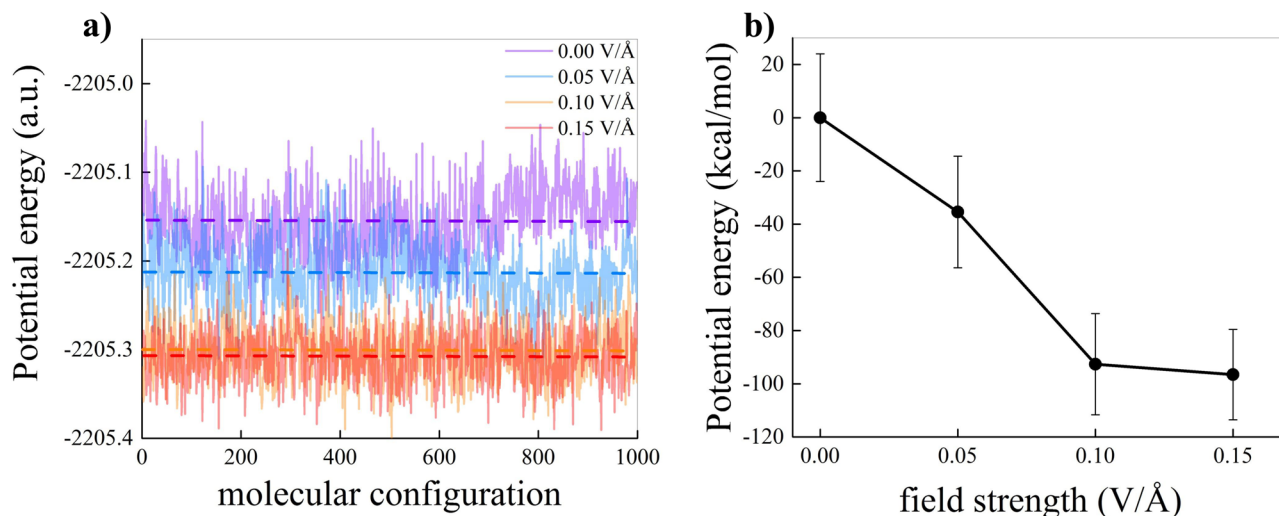 a)
Potential energy (a.u.)
-2205.0
-2205.1
-2205.2
-2205.3
-2205.4
0.00 V/Å
0.05 V/Å
0.10 V/Å
0.15 V/Å
0 200 400 600 800 1000
molecular configuration
b)
Potential energy (kcal/mol)
20
0
-20
-40
-60
-80
-100
-120
0.00 0.05 0.10 0.15
field strength (V/Å)